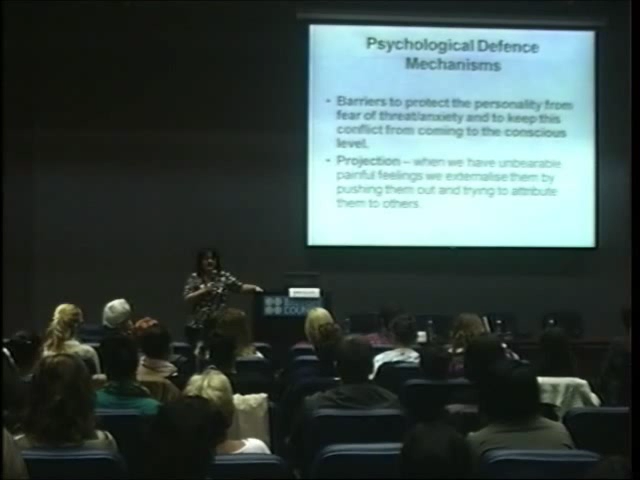 Psychological Defence
Mechanisms
• Barriers to protect the personality from
fear of threat/anxiety and to keep this
conflict from coming to the conscious
level.
• Projection – when we have unbearable
painful feelings we externalise them by
pushing them out and trying to attribute
them to others.
COUNCIL